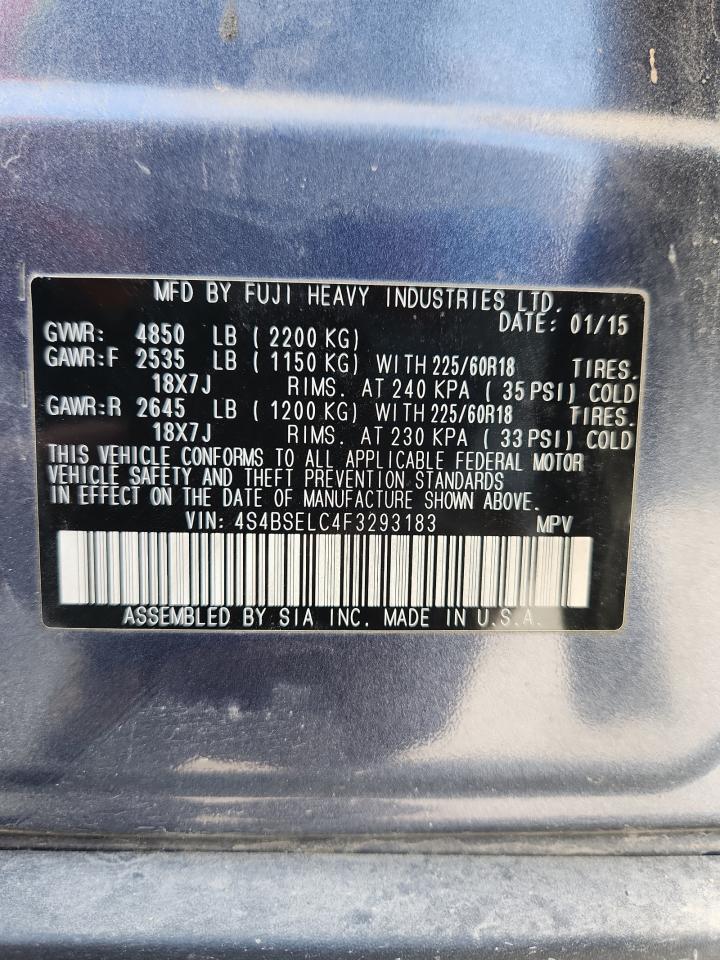 MFD BY FUJI HEAVY INDUSTRIES LTD.
DATE: 01/15
GVWR: 4850 LB ( 2200 KG)
GAWR:F 2535 LB ( 1150 KG) WITH 225/60R18 TIRES.
18X7J RIMS. AT 240 KPA ( 35 PSI) COLD
GAWR:R 2645 LB ( 1200 KG) WITH 225/60R18 TIRES.
18X7J RIMS. AT 230 KPA ( 33 PSI) COLD
THIS VEHICLE CONFORMS TO ALL APPLICABLE FEDERAL MOTOR
VEHICLE SAFETY AND THEFT PREVENTION STANDARDS
IN EFFECT ON THE DATE OF MANUFACTURE SHOWN ABOVE.
VIN: 4S4BSELC4F3293183 MPV
ASSEMBLED BY SIA INC. MADE IN U.S.A.